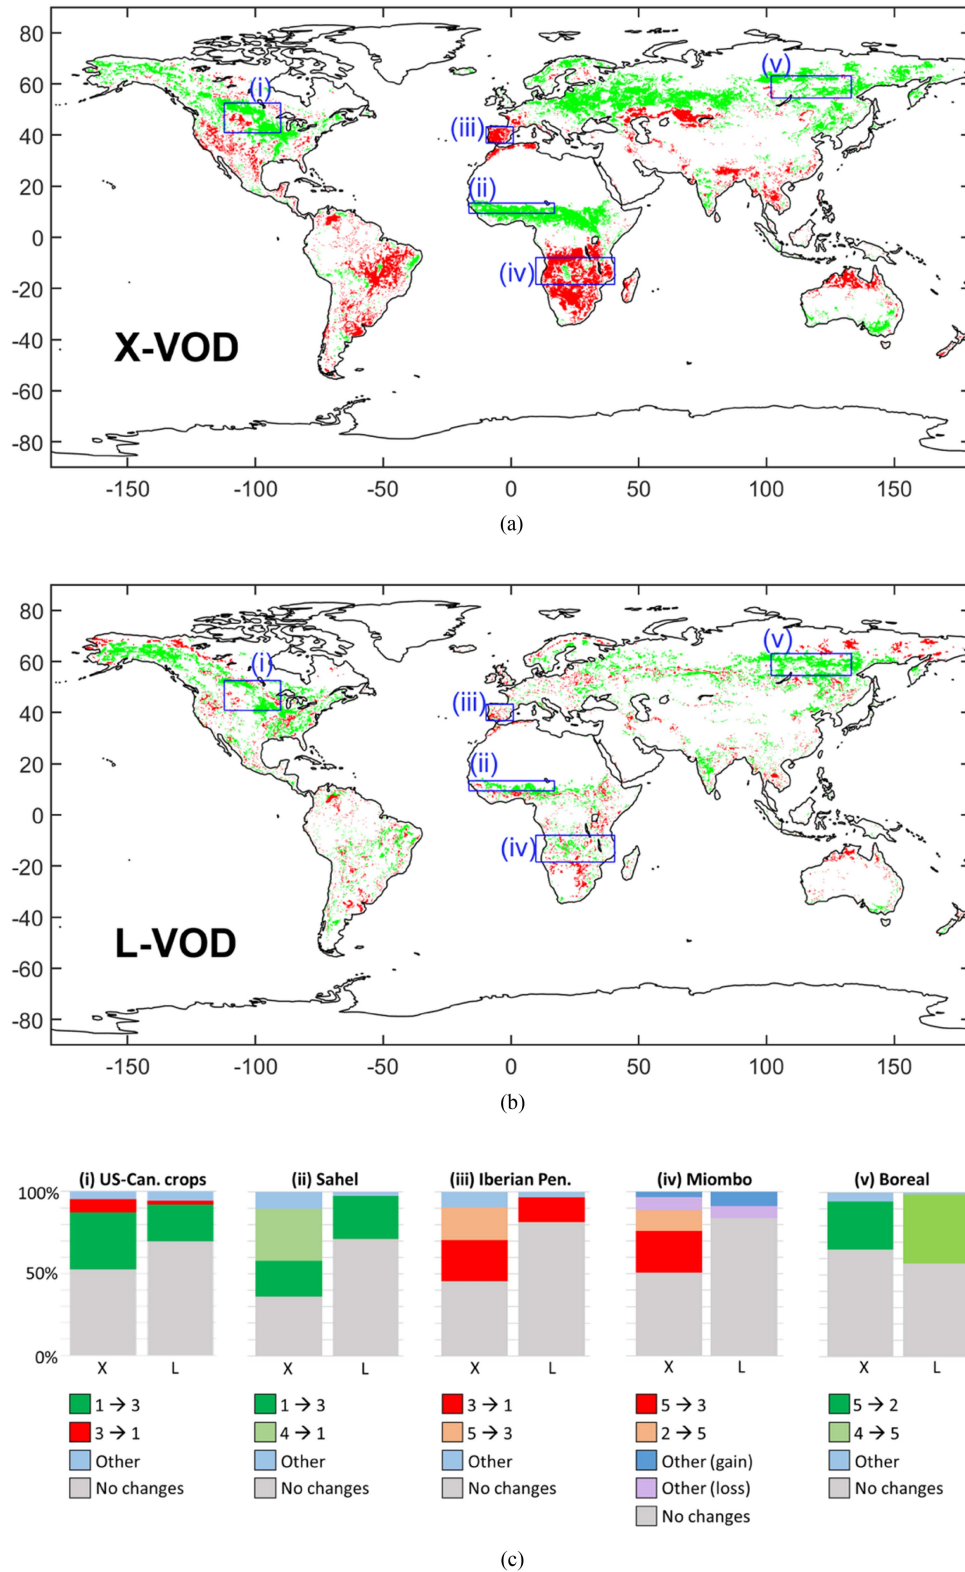 80
60
(i)
(v)
40
(iii)
20
(ii)
0
-20
(iv)
-40
X-VOD
-60
-80
-150 -100 -50 0 50 100 150
(a)
80
60
(i)
(v)
40
(iii)
20
(ii)
0
(iv)
-20
-40
L-VOD
-60
-80
-150 -100 -50 0 50 100 150
(b)
(i) US-Can. crops (ii) Sahel (iii) Iberian Pen. (iv) Miombo (v) Boreal
100%
50%
0%
X L X L X L X L X L
1 → 3 1 → 3 3 → 1 5 → 3 5 → 2
3 → 1 4 → 1 5 → 3 2 → 5 4 → 5
Other Other Other Other (gain) Other
No changes No changes No changes Other (loss) No changes
No changes
(c)